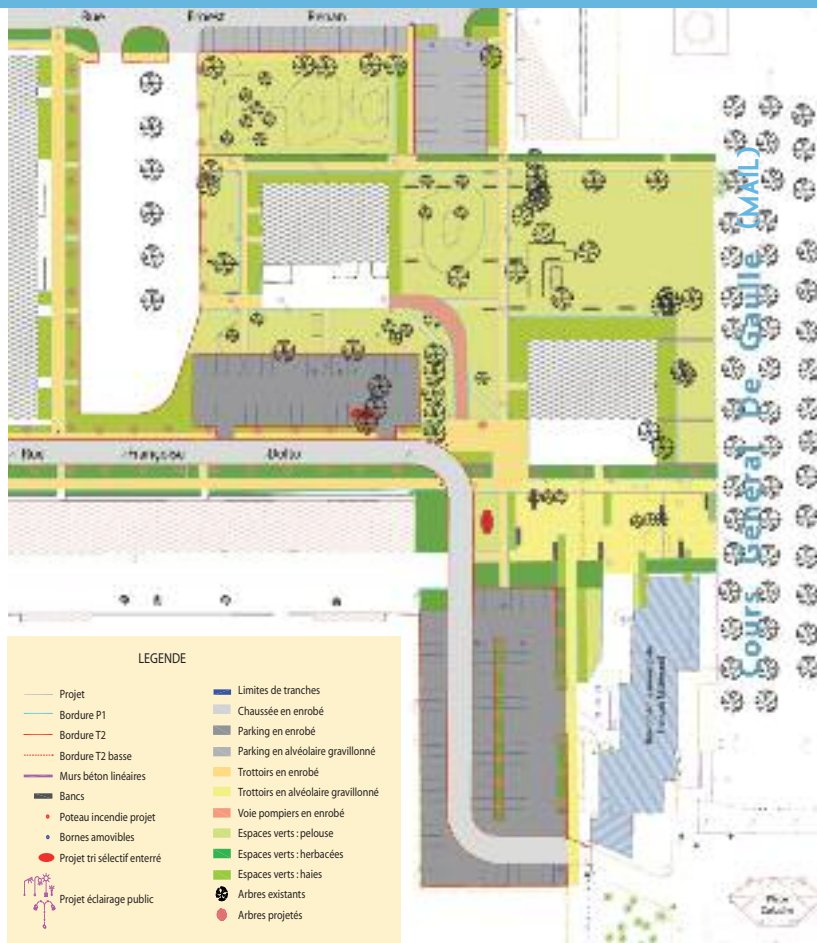 Rue Ernest Renan
Cours Général De Gaulle (MAIL)
Rue Françoise Dolto
LEGENDE
Projet
Bordure P1
Bordure T2
Bordure T2 basse
Murs béton linéaires
Bancs
Poteau incendie projet
Bornes amovibles
Projet tri sélectif enterré
Projet éclairage public
Limites de tranches
Chaussée en enrobé
Parking en enrobé
Parking en alvéolaire gravillonné
Trottoirs en enrobé
Trottoirs en alvéolaire gravillonné
Voie pompiers en enrobé
Espaces verts : pelouse
Espaces verts : herbacées
Espaces verts : haies
Arbres existants
Arbres projetés